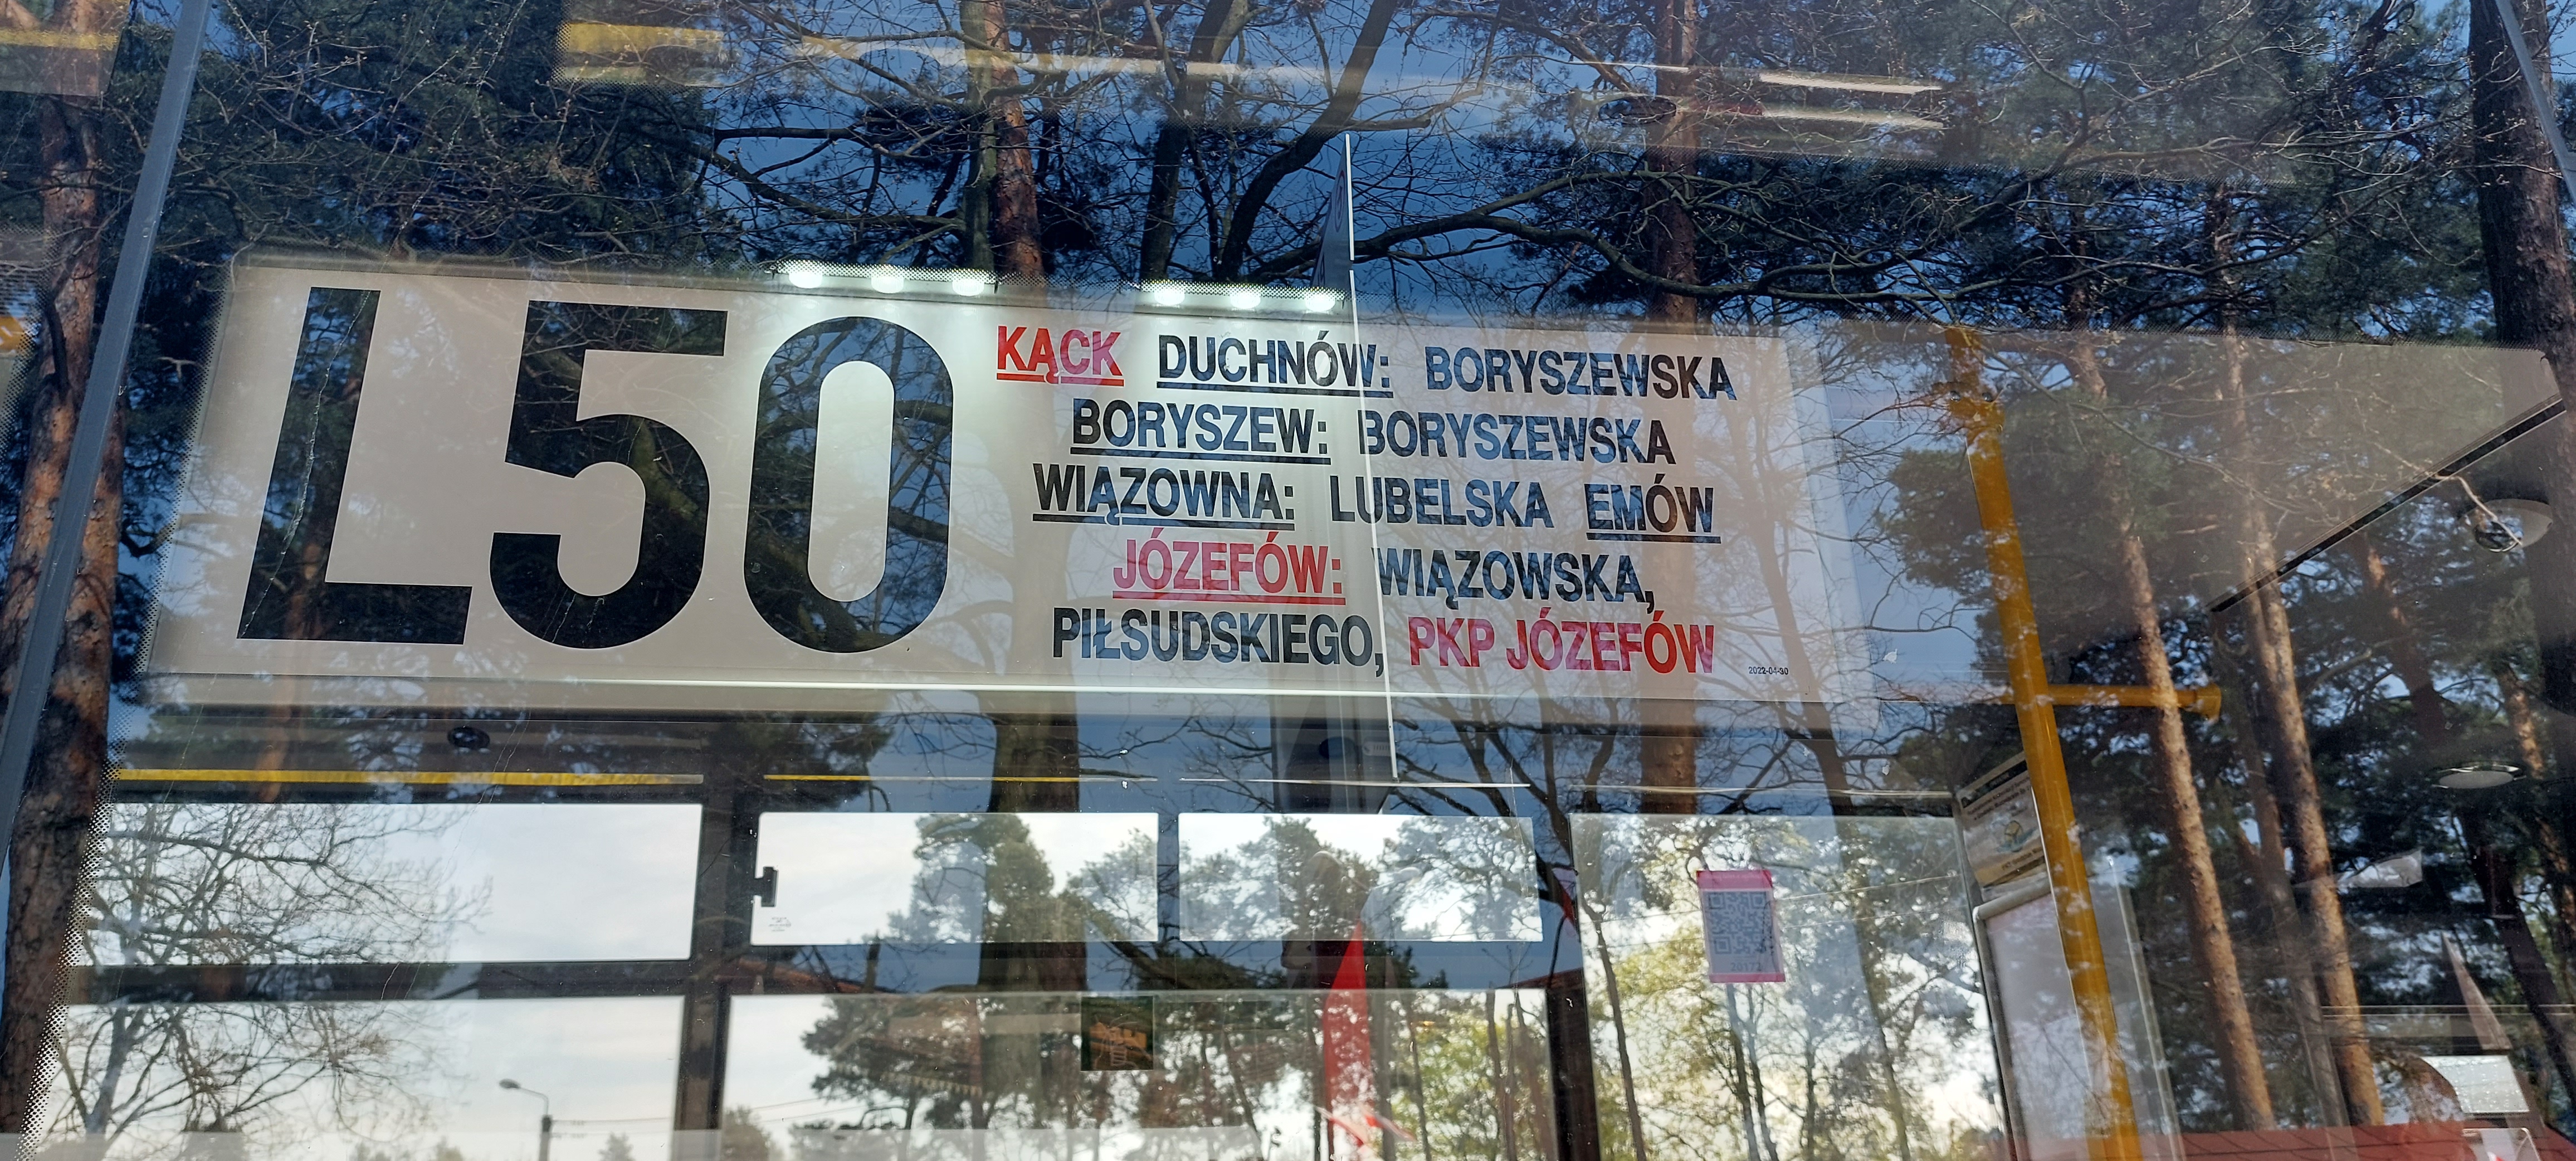 L50
KĄCK DUCHNÓW: BORYSZEWSKA
BORYSZEW: BORYSZEWSKA
WIĄZOWNA: LUBELSKA EMÓW
JÓZEFÓW: WIĄZOWSKA,
PIŁSUDSKIEGO, PKP JÓZEFÓW
2022-04-30